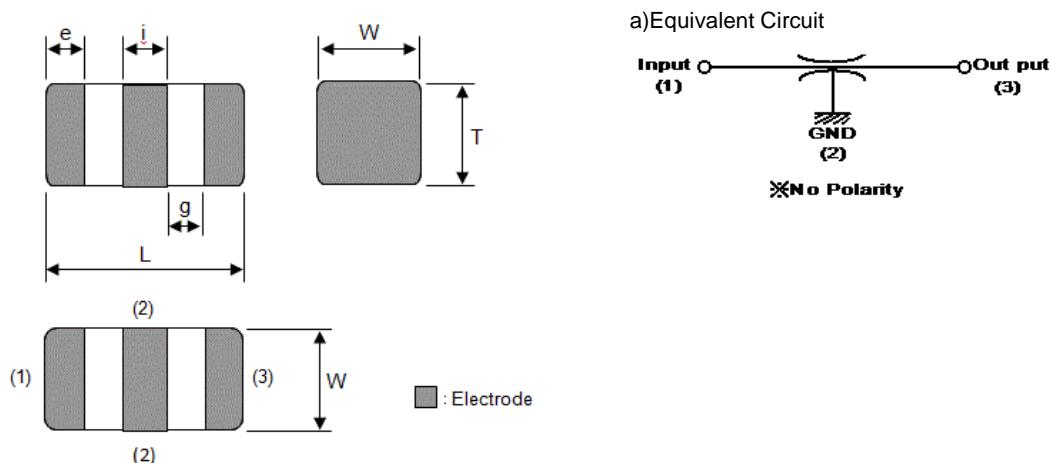 e
i
W
T
g
L
(2)
(1)
(3)
W
(2)
: Electrode
a)Equivalent Circuit
Input
(1)
Out put
(3)
GND
(2)
※No Polarity